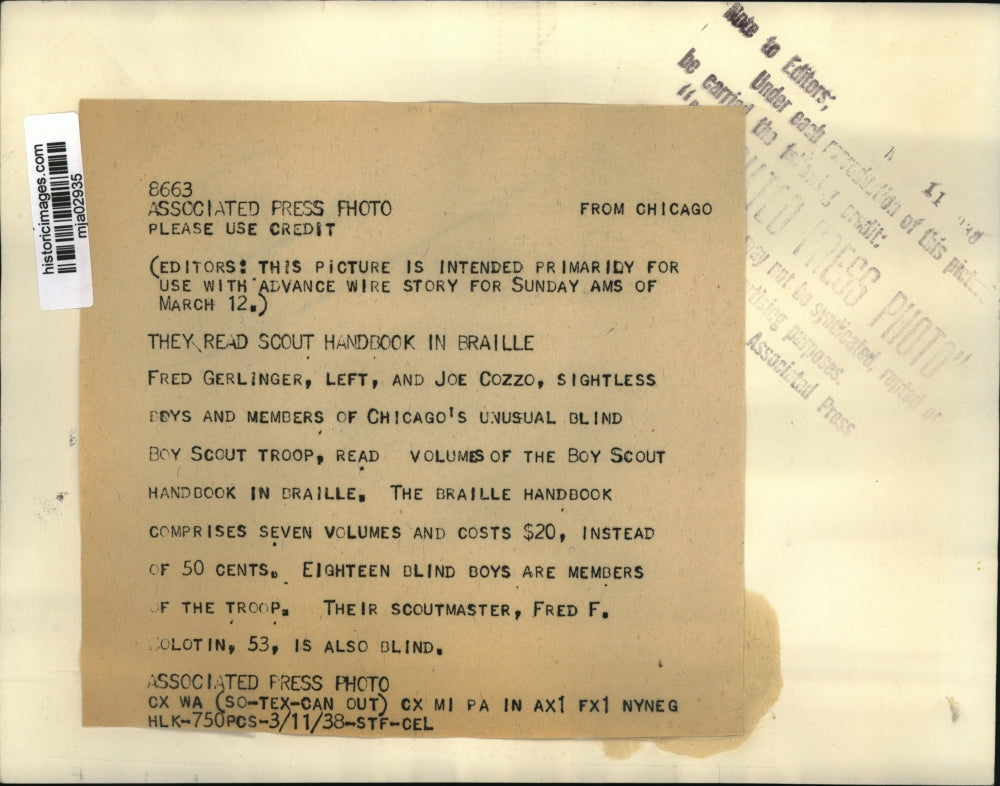 Note to Editors;
Under each reproduction of this
be carried the following credit:
PRESS PHOTO"
may not be syndicated, rented or
purposes.
Associated Press
11
historicimages.com
mja02935
8663
ASSOCIATED PRESS PHOTO FROM CHICAGO
PLEASE USE CREDIT
(EDITORS: THIS PICTURE IS INTENDED PRIMARILY FOR
USE WITH ADVANCE WIRE STORY FOR SUNDAY AMS OF
MARCH 12.)
THEY READ SCOUT HANDBOOK IN BRAILLE
FRED GERLINGER, LEFT, AND JOE COZZO, SIGHTLESS
BOYS AND MEMBERS OF CHICAGO'S UNUSUAL BLIND
BOY SCOUT TROOP, READ VOLUMES OF THE BOY SCOUT
HANDBOOK IN BRAILLE. THE BRAILLE HANDBOOK
COMPRISES SEVEN VOLUMES AND COSTS $20, INSTEAD
OF 50 CENTS. EIGHTEEN BLIND BOYS ARE MEMBERS
OF THE TROOP. THEIR SCOUTMASTER, FRED F.
OLOTIN, 53, IS ALSO BLIND.
ASSOCIATED PRESS PHOTO
CX WA (SO-TEX-CAN OUT) CX MI PA IN AX1 FX1 NYNEG
HLK-750PCS-3/11/38-STF-CEL